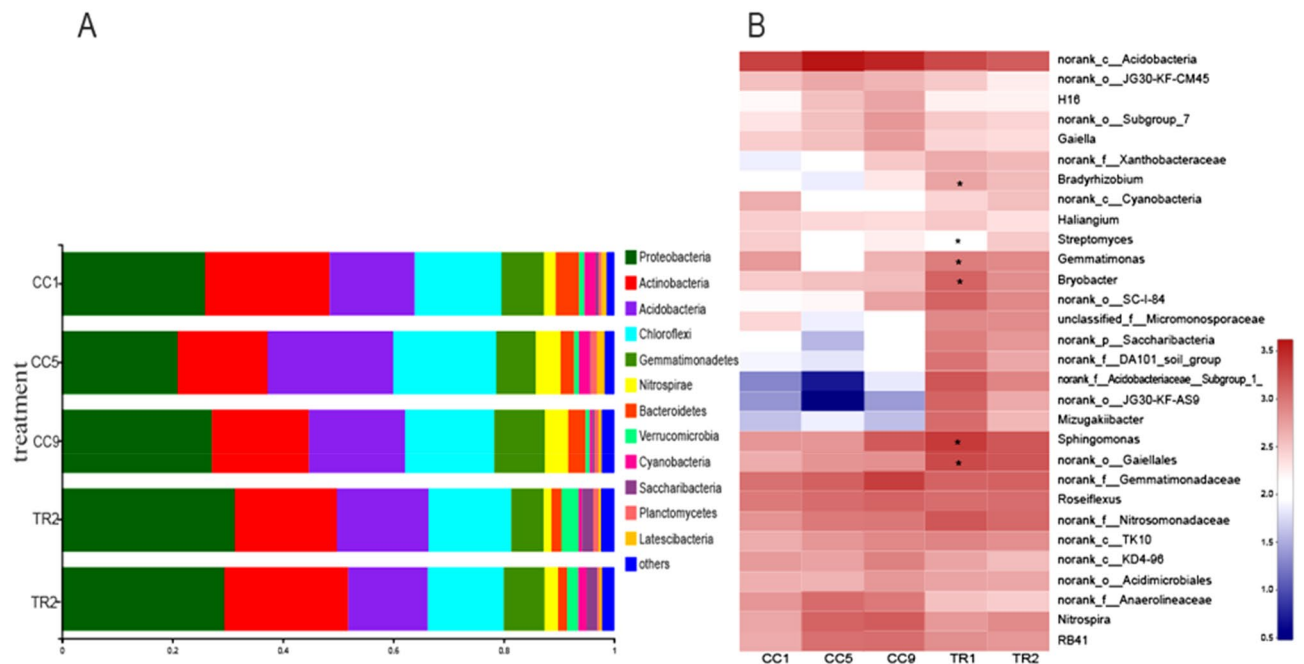 A
B
treatment
CC1
CC5
CC9
TR2
TR2
0
0.2
0.4
0.6
0.8
1
Proteobacteria
Actinobacteria
Acidobacteria
Chloroflexi
Gemmatimonadetes
Nitrospirae
Bacteroidetes
Verrucomicrobia
Cyanobacteria
Saccharibacteria
Planctomycetes
Latescibacteria
others
norank_c__Acidobacteria
norank_o__JG30-KF-CM45
H16
norank_o__Subgroup_7
Gaiella
norank_f__Xanthobacteraceae
Bradyrhizobium
norank_c__Cyanobacteria
Haliangium
Streptomyces
Gemmatimonas
Bryobacter
norank_o__SC-I-84
unclassified_f__Micromonosporaceae
norank_p__Saccharibacteria
norank_f__DA101_soil_group
norank_f__Acidobacteriaceae__Subgroup_1_
norank_o__JG30-KF-AS9
Mizugakiibacter
Sphingomonas
norank_o__Gaiellales
norank_f__Gemmatimonadaceae
Roseiflexus
norank_f__Nitrosomonadaceae
norank_c__TK10
norank_c__KD4-96
norank_o__Acidimicrobiales
norank_f__Anaerolineaceae
Nitrospira
RB41
CC1 CC5 CC9 TR1 TR2
* 
*
*
*
*
*
3.5
3.0
2.5
2.0
1.5
1.0
0.5